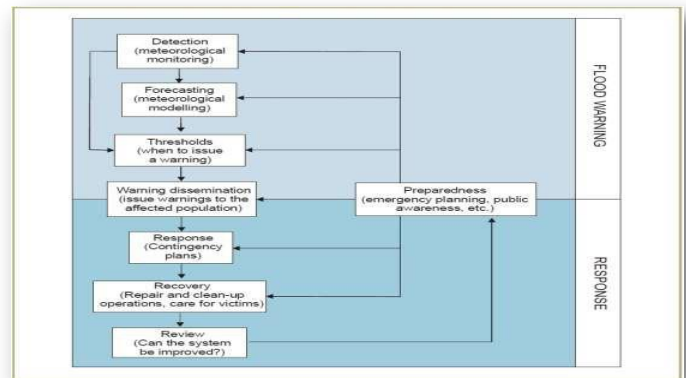 Detection
(meteorological
monitoring)
Forecasting
(meteorological
modelling)
Thresholds
(when to issue
a warning)
Warning dissemination
(issue warnings to the
affected population)
Preparedness
(emergency planning, public
awareness, etc.)
Response
(Contingency
plans)
Recovery
(Repair and clean-up
operations, care for victims)
Review
(Can the system
be improved?)
FLOOD WARNING
RESPONSE